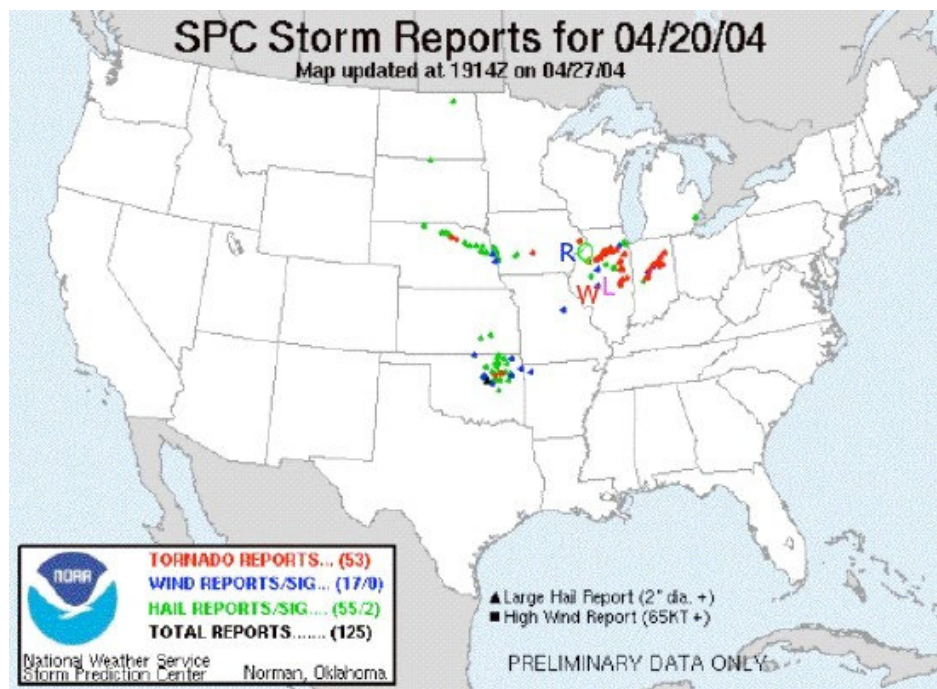 SPC Storm Reports for 04/20/04
Map updated at 1914Z on 04/27/04
R
W L
TORNADO REPORTS... (53)
WIND REPORTS/SIG.... (17/0)
HAIL REPORTS/SIG.... (55/2)
TOTAL REPORTS....... (125)
NOAA
National Weather Service
Storm Prediction Center Norman, Oklahoma
Large Hail Report (2" dia. +)
High Wind Report (65KT +)
PRELIMINARY DATA ONLY.